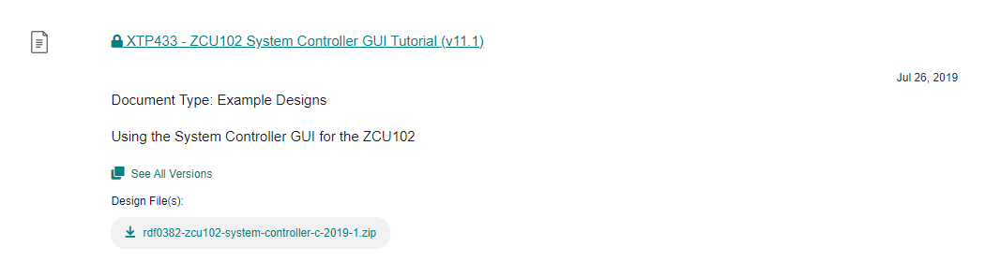 XTP433 - ZCU102 System Controller GUI Tutorial (v11.1)
Jul 26, 2019
Document Type: Example Designs
Using the System Controller GUI for the ZCU102
See All Versions
Design File(s):
rdf0382-zcu102-system-controller-c-2019-1.zip